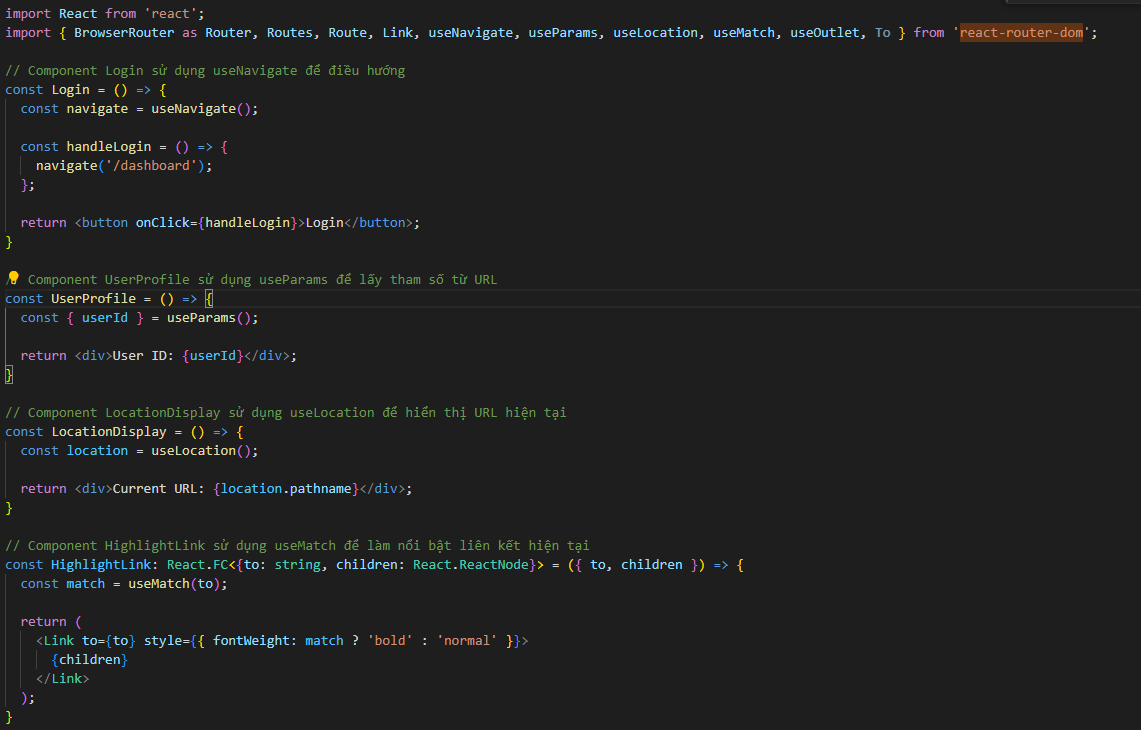 import React from 'react';
import { BrowserRouter as Router, Routes, Route, Link, useNavigate, useParams, useLocation, useMatch, useOutlet, To } from 'react-router-dom';
// Component Login sử dụng useNavigate để điều hướng
const Login = () => {
const navigate = useNavigate();
const handleLogin = () => {
navigate('/dashboard');
};
return <button onClick={handleLogin}>Login</button>;
}
/ Component UserProfile sử dụng useParams để lấy tham số từ URL
const UserProfile = () => {
const { userId } = useParams();
return <div>User ID: {userId}</div>;
}
// Component LocationDisplay sử dụng useLocation để hiển thị URL hiện tại
const LocationDisplay = () => {
const location = useLocation();
return <div>Current URL: {location.pathname}</div>;
}
// Component HighlightLink sử dụng useMatch để làm nổi bật liên kết hiện tại
const HighlightLink: React.FC<{to: string, children: React.ReactNode}> = ({ to, children }) => {
const match = useMatch(to);
return (
<Link to={to} style={{ fontWeight: match ? 'bold' : 'normal' }}>
{children}
</Link>
);
}